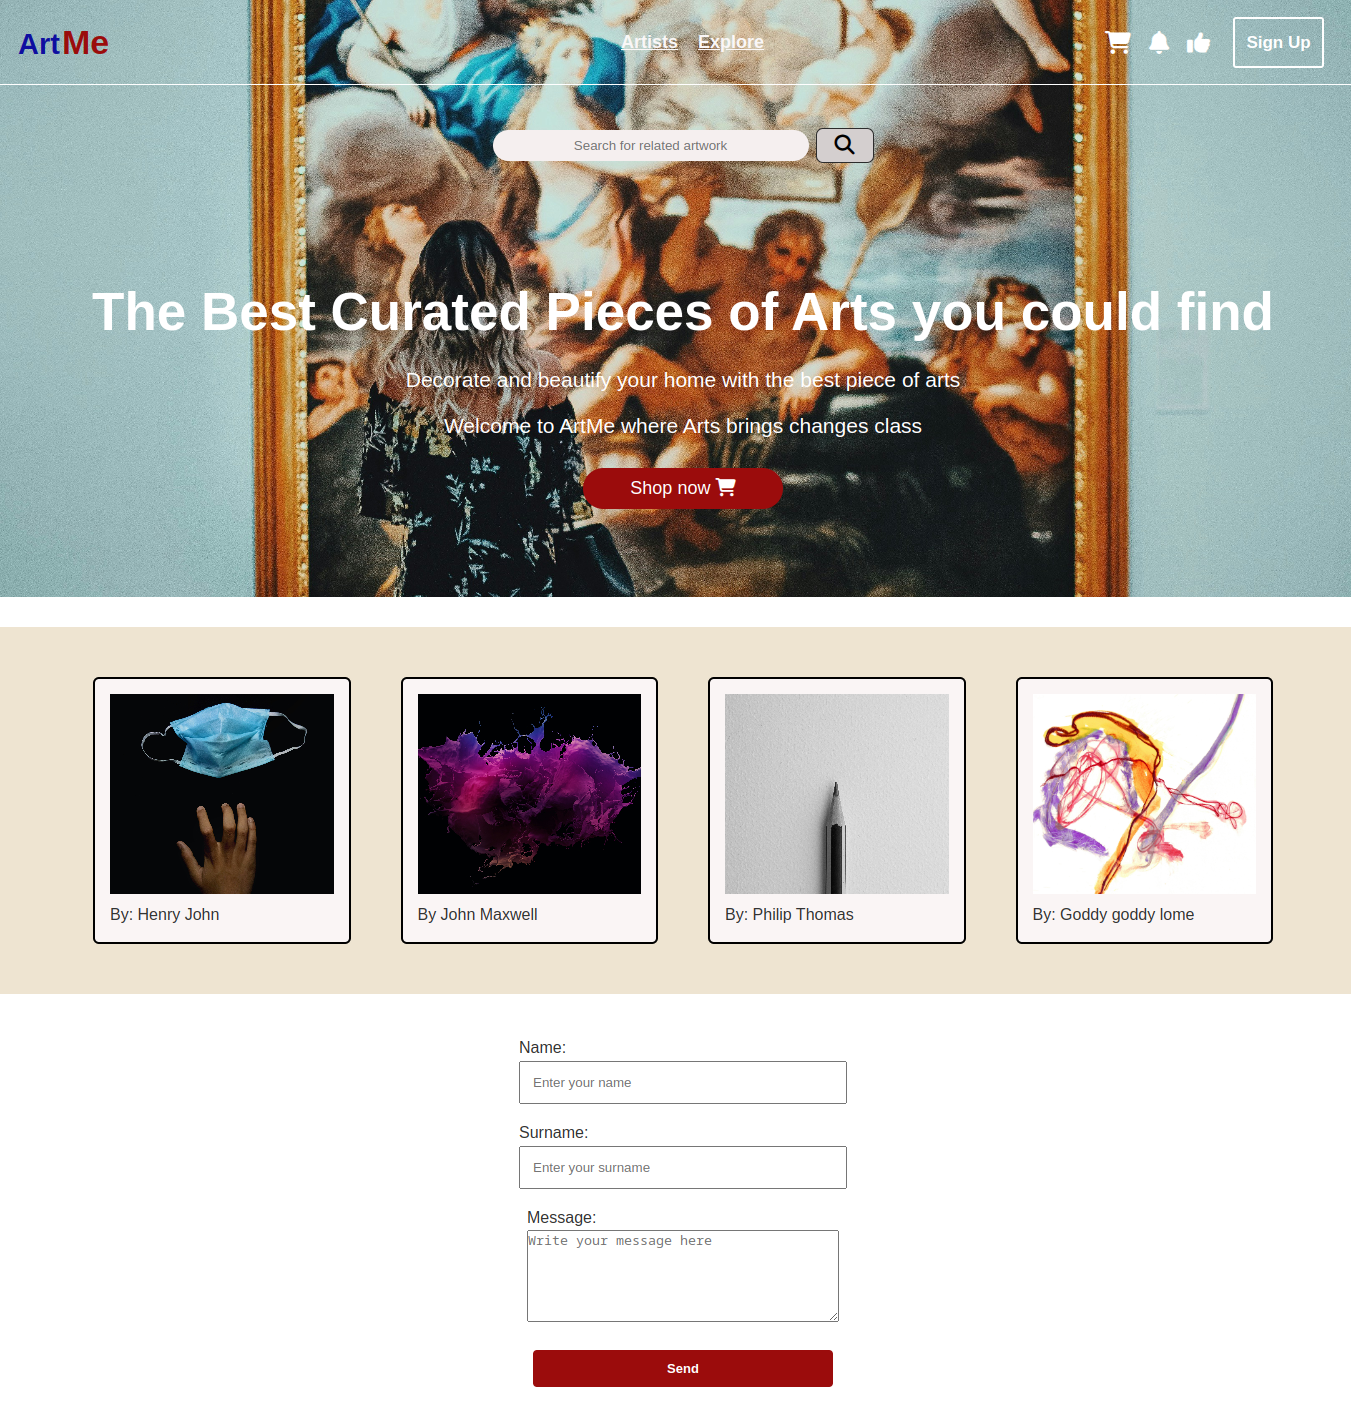 ArtMe
Artists Explore
Sign Up
Search for related artwork
The Best Curated Pieces of Arts you could find
Decorate and beautify your home with the best piece of arts
Welcome to ArtMe where Arts brings changes class
Shop now
By: Henry John
By John Maxwell
By: Philip Thomas
By: Goddy goddy lome
Name:
Enter your name
Surname:
Enter your surname
Message:
Write your message here
Send